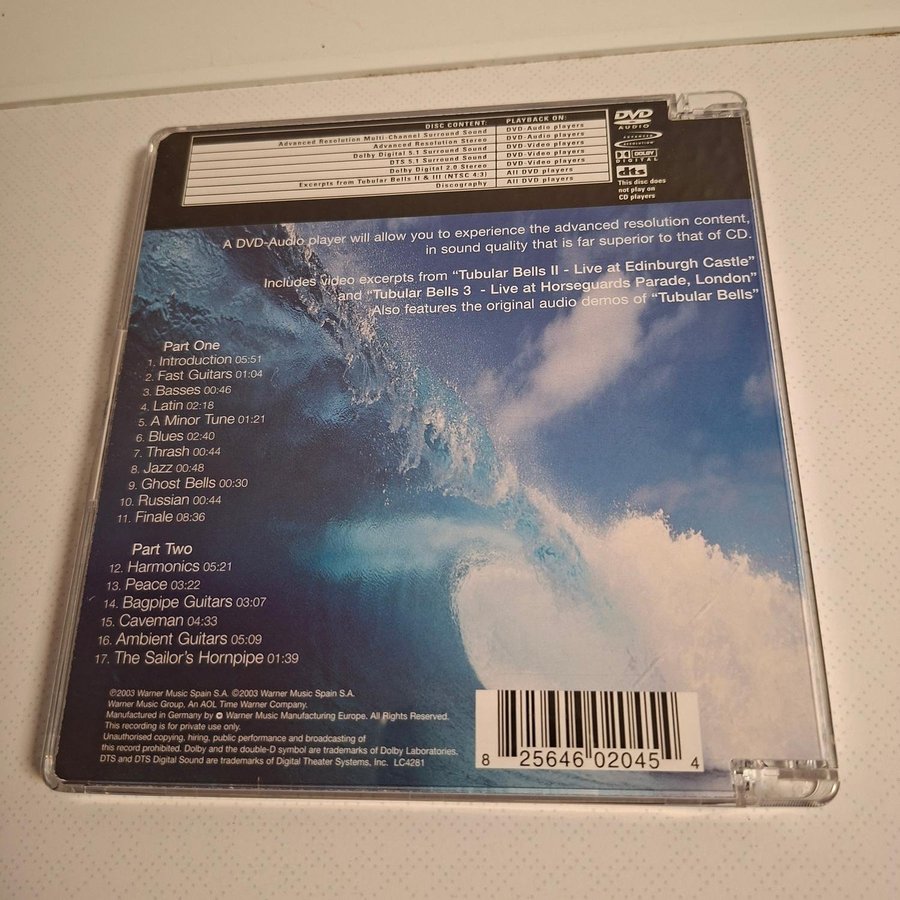 DISC CONTENT: PLAYBACK ON:
Advanced Resolution Multi-Channel Surround Sound DVD-Audio players
Advanced Resolution Stereo DVD-Audio players
Dolby Digital 5.1 Surround Sound DVD-Video players
DTS 5.1 Surround Sound DVD-Video players
Dolby Digital 2.0 Stereo DVD-Video players
Excerpts from Tubular Bells II & III (NTSC 4:3) All DVD players
Discography All DVD players
DVD
AUDIO
ADVANCED
RESOLUTION
DOLBY
DIGITAL
dts
This disc does
not play on
CD players
A DVD-Audio player will allow you to experience the advanced resolution content,
in sound quality that is far superior to that of CD.
Includes video excerpts from “Tubular Bells II - Live at Edinburgh Castle”
and “Tubular Bells 3 - Live at Horseguards Parade, London”
Also features the original audio demos of “Tubular Bells”
Part One
1. Introduction 05:51
2. Fast Guitars 01:04
3. Basses 00:46
4. Latin 02:18
5. A Minor Tune 01:21
6. Blues 02:40
7. Thrash 00:44
8. Jazz 00:48
9. Ghost Bells 00:30
10. Russian 00:44
11. Finale 08:36
Part Two
12. Harmonics 05:21
13. Peace 03:22
14. Bagpipe Guitars 03:07
15. Caveman 04:33
16. Ambient Guitars 05:09
17. The Sailor's Hornpipe 01:39
℗2003 Warner Music Spain S.A. ©2003 Warner Music Spain S.A.
Warner Music Group, An AOL Time Warner Company.
Manufactured in Germany by Warner Music Manufacturing Europe. All Rights Reserved.
This recording is for private use only.
Unauthorised copying, hiring, public performance and broadcasting of
this record prohibited. Dolby and the double-D symbol are trademarks of Dolby Laboratories.
DTS and DTS Digital Sound are trademarks of Digital Theater Systems, Inc. LC4281
8 25646 02045 4